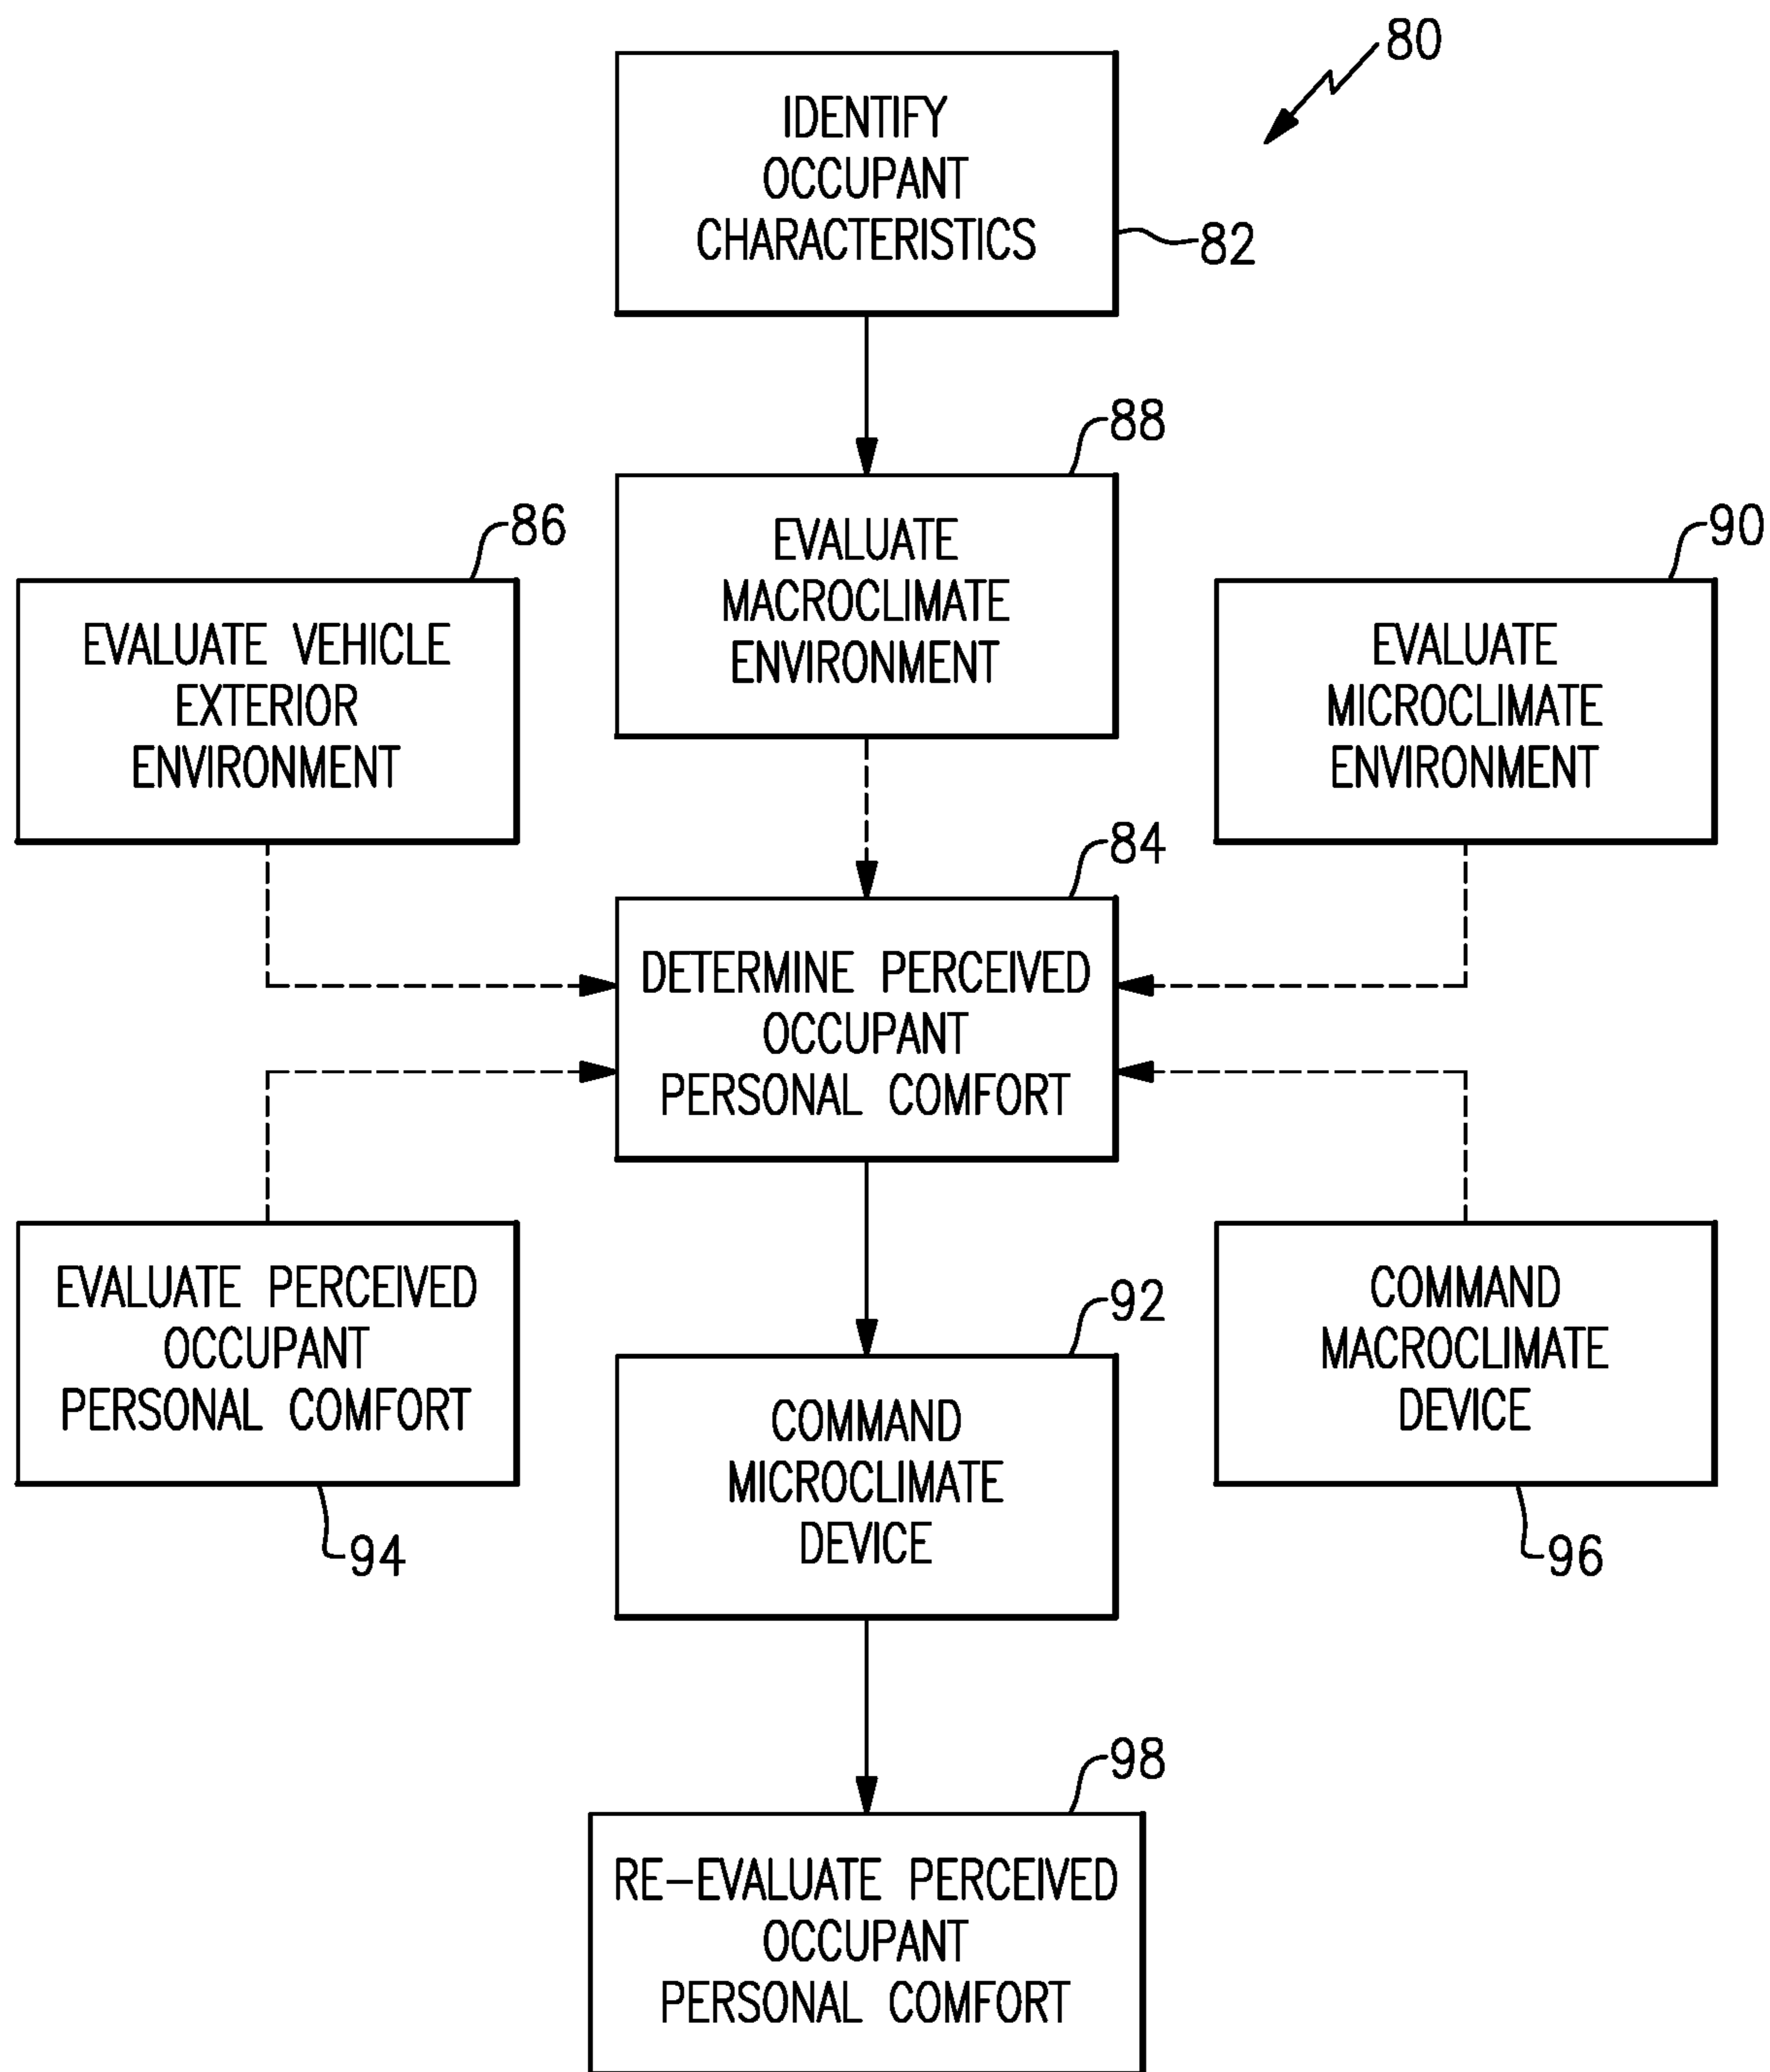 80
IDENTIFY
OCCUPANT
CHARACTERISTICS
82
88
EVALUATE
MACROCLIMATE
ENVIRONMENT
86
EVALUATE VEHICLE
EXTERIOR
ENVIRONMENT
90
EVALUATE
MICROCLIMATE
ENVIRONMENT
84
DETERMINE PERCEIVED
OCCUPANT
PERSONAL COMFORT
EVALUATE PERCEIVED
OCCUPANT
PERSONAL COMFORT
94
92
COMMAND
MICROCLIMATE
DEVICE
COMMAND
MACROCLIMATE
DEVICE
96
98
RE-EVALUATE PERCEIVED
OCCUPANT
PERSONAL COMFORT